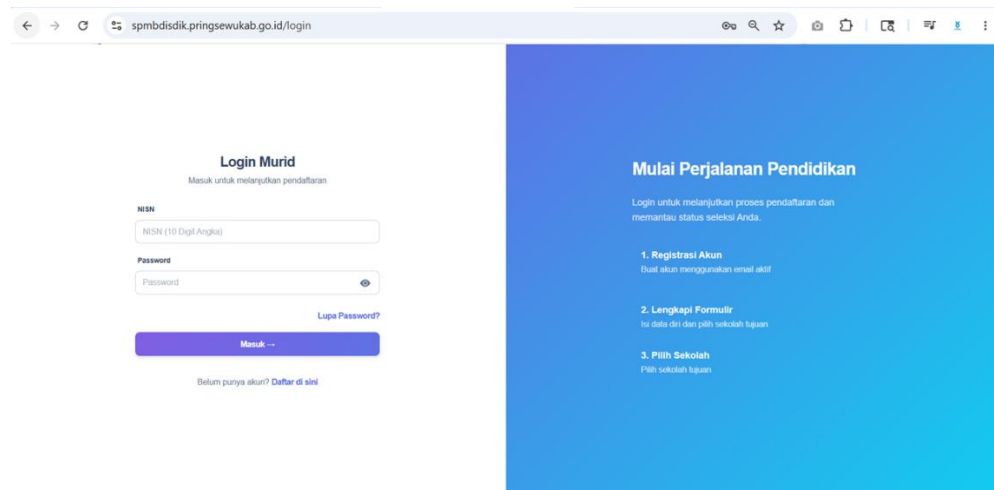 spmbdisdik.pringsewukab.go.id/login
Login Murid
Masuk untuk melanjutkan pendaftaran
NISN
NISN (10 Digit Angka)
Password
Password
Lupa Password?
Masuk →
Belum punya akun? Daftar di sini
Mulai Perjalanan Pendidikan
Login untuk melanjutkan proses pendaftaran dan
memantau status seleksi Anda.
1. Registrasi Akun
Buat akun menggunakan email aktif
2. Lengkapi Formulir
Isi data diri dan pilih sekolah tujuan
3. Pilih Sekolah
Pilih sekolah tujuan